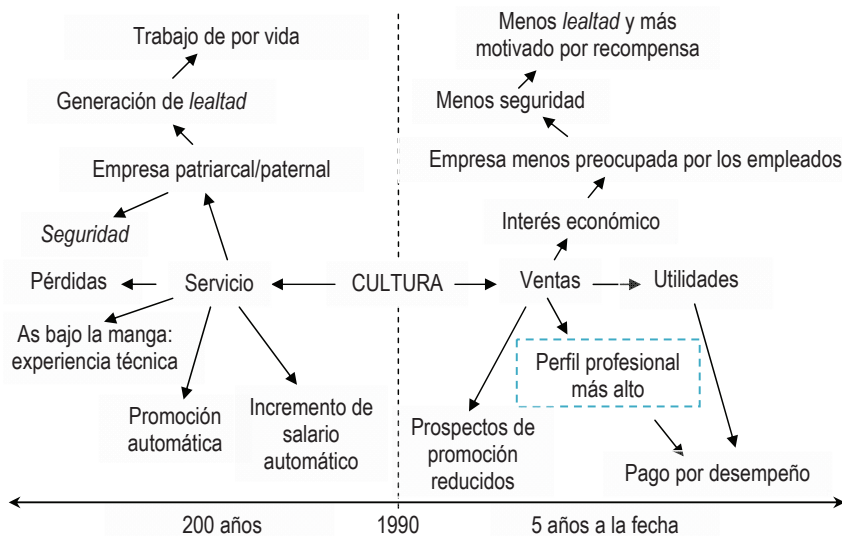 Trabajo de por vida
Generación de lealtad
Empresa patriarcal/paternal
Seguridad
Pérdidas
Servicio
CULTURA
As bajo la manga:
experiencia técnica
Promoción
automática
Incremento de
salario
automático
Menos lealtad y más
motivado por recompensa
Menos seguridad
Empresa menos preocupada por los empleados
Interés económico
Ventas
Utilidades
Perfil profesional
más alto
Prospectos de
promoción
reducidos
Pago por desempeño
200 años
1990
5 años a la fecha